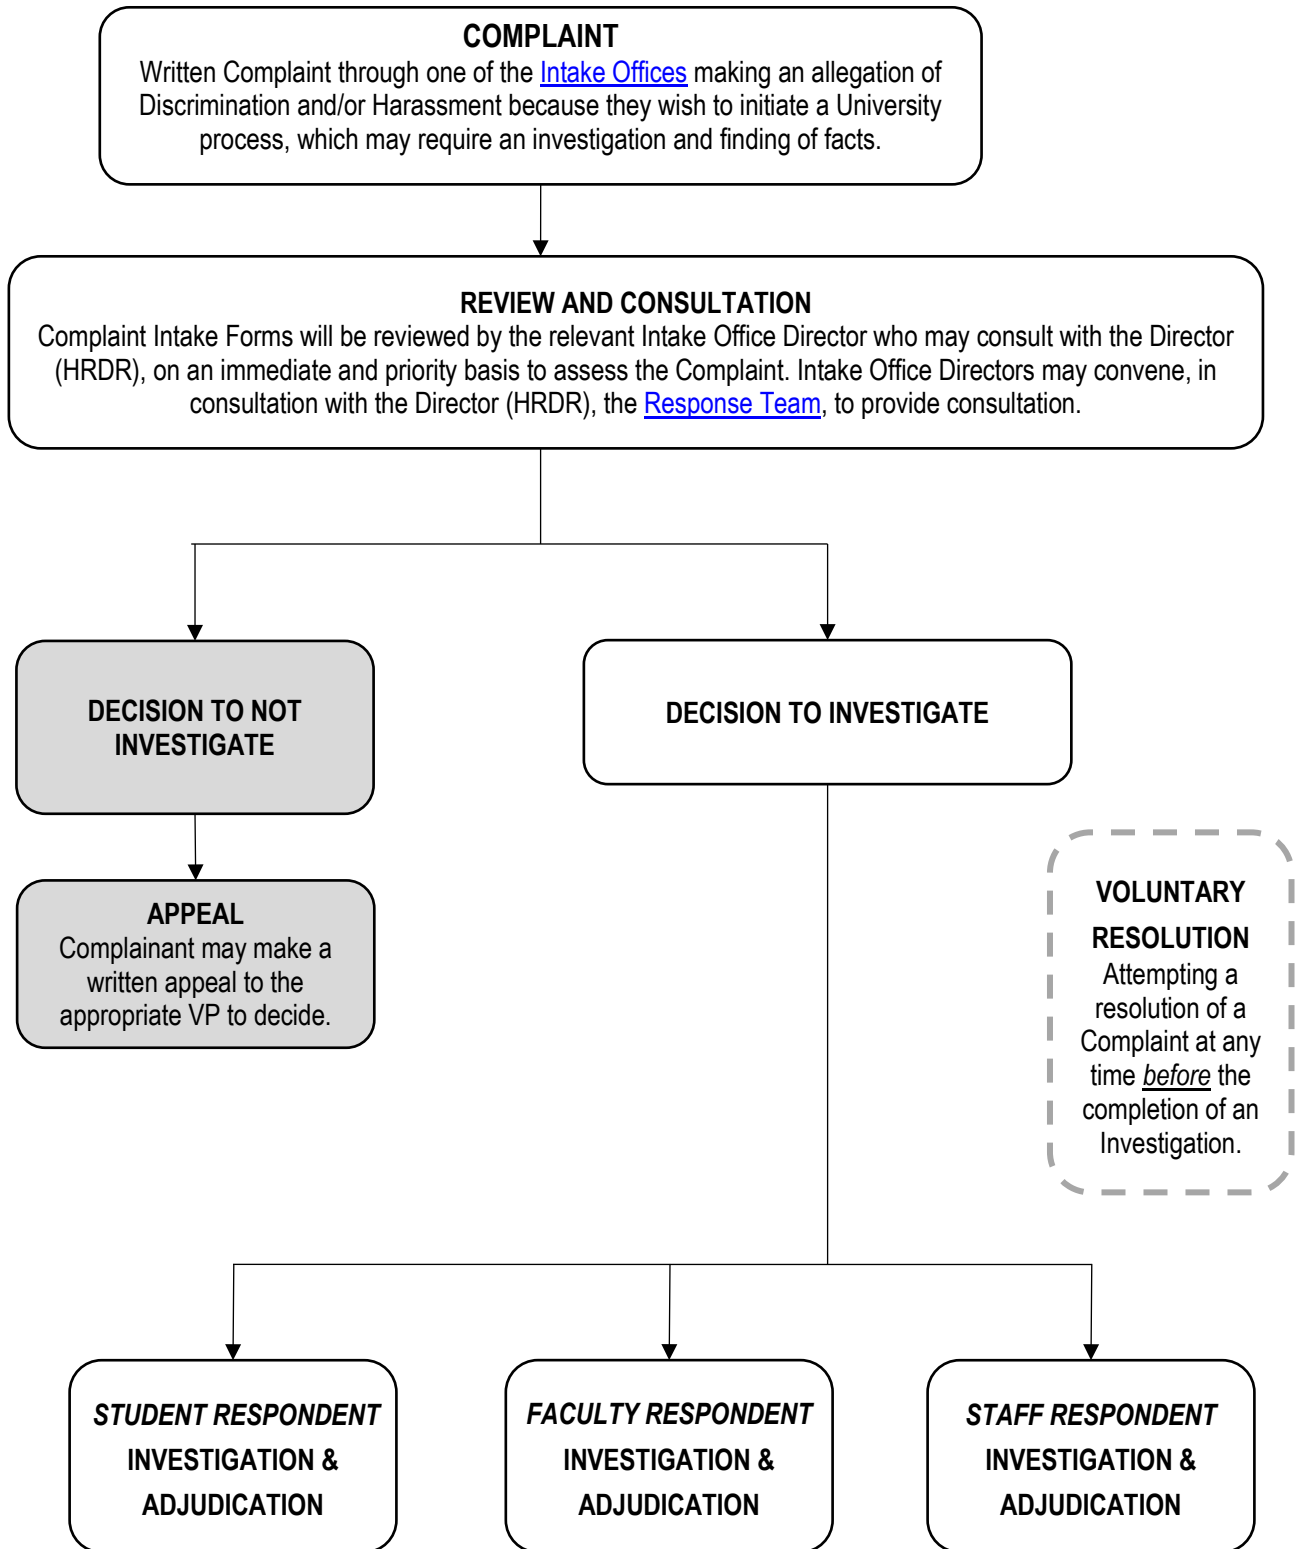 COMPLAINT
Written Complaint through one of the Intake Offices making an allegation of
Discrimination and/or Harassment because they wish to initiate a University
process, which may require an investigation and finding of facts.
REVIEW AND CONSULTATION
Complaint Intake Forms will be reviewed by the relevant Intake Office Director who may consult with the Director
(HRDR), on an immediate and priority basis to assess the Complaint. Intake Office Directors may convene, in
consultation with the Director (HRDR), the Response Team, to provide consultation.
DECISION TO NOT
INVESTIGATE
DECISION TO INVESTIGATE
APPEAL
Complainant may make a
written appeal to the
appropriate VP to decide.
VOLUNTARY
RESOLUTION
Attempting a
resolution of a
Complaint at any
time before the
completion of an
Investigation.
STUDENT RESPONDENT
INVESTIGATION &
ADJUDICATION
FACULTY RESPONDENT
INVESTIGATION &
ADJUDICATION
STAFF RESPONDENT
INVESTIGATION &
ADJUDICATION